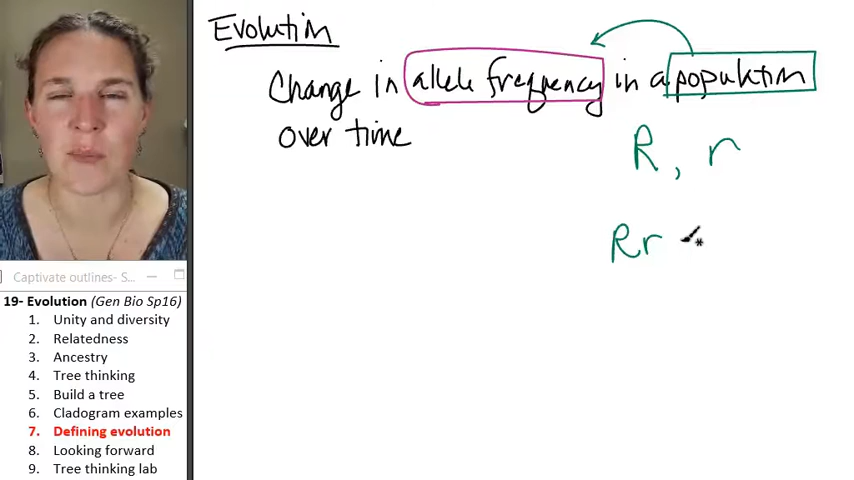 Evolution
Change in allele frequency in a population
over time
R, r
Rr
Captivate outlines- S...
19- Evolution (Gen Bio Sp16)
1. Unity and diversity
2. Relatedness
3. Ancestry
4. Tree thinking
5. Build a tree
6. Cladogram examples
7. Defining evolution
8. Looking forward
9. Tree thinking lab